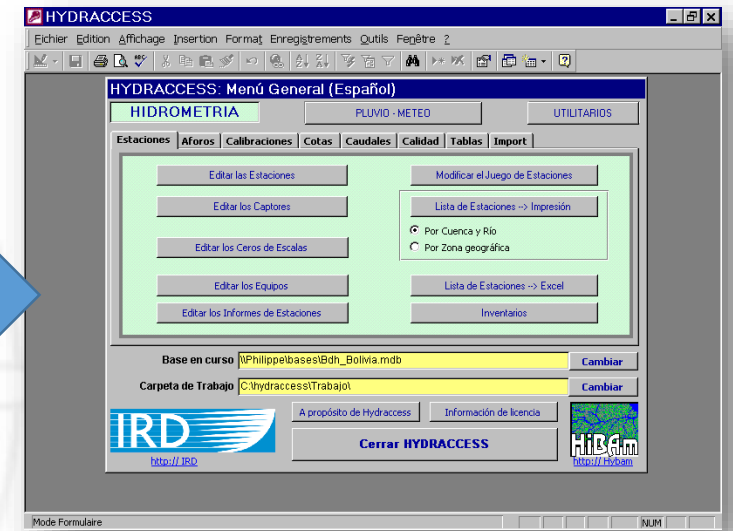 HYDRACCESS
Eichier Edition Affichage Insertion Format Enregistrements Outils Fenêtre ?
HYDRACCESS: Menú General (Español)
HIDROMETRIA PLUVIO - METEO UTILITARIOS
Estaciones Aforos Calibraciones Cotas Caudales Calidad Tablas Import
Editar las Estaciones Modificar el Juego de Estaciones
Editar los Captores Lista de Estaciones --> Impresión
Por Cuenca y Río
Editar los Ceros de Escalas Por Zona geográfica
Editar los Equipos Lista de Estaciones --> Excel
Editar los Informes de Estaciones Inventarios
Base en curso \\Philippe\bases\Bdh_Bolivia.mdb Cambiar
Carpeta de Trabajo C:\hydraccess\Trabajo\ Cambiar
A propósito de Hydraccess Información de licencia
IRD Cerrar HYDRACCESS HiBAm
http:// IRD http:// Hybam
Mode Formulaire NUM